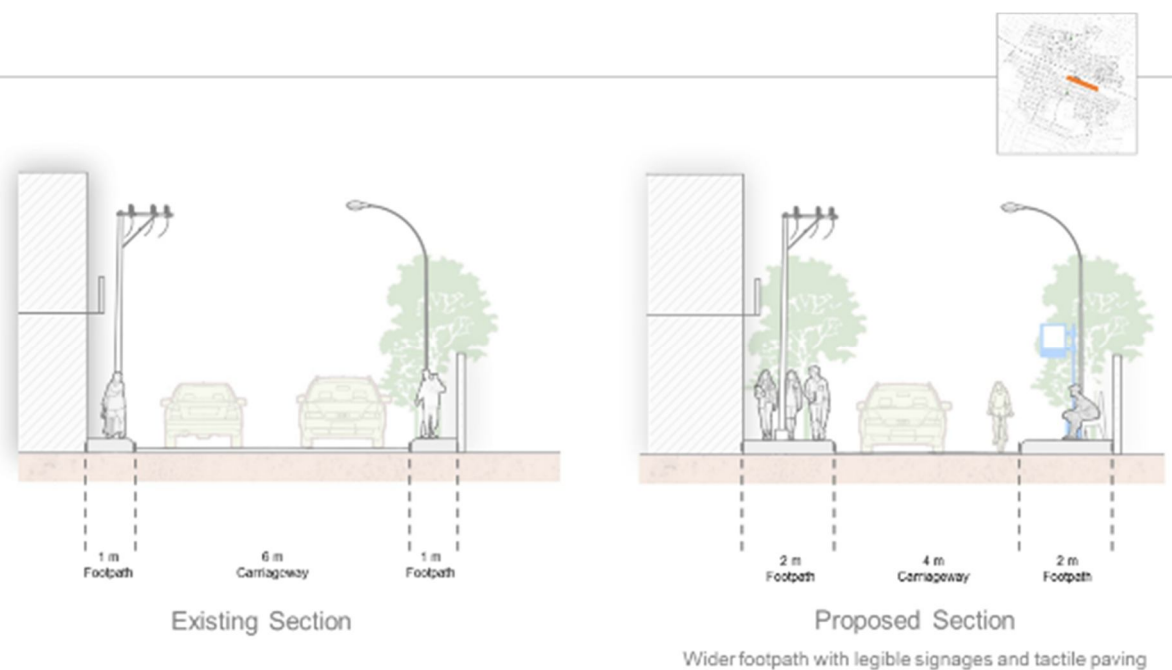 1 m
Footpath
6 m
Carriageway
1 m
Footpath
Existing Section
2 m
Footpath
4 m
Carriageway
2 m
Footpath
Proposed Section
Wider footpath with legible signages and tactile paving